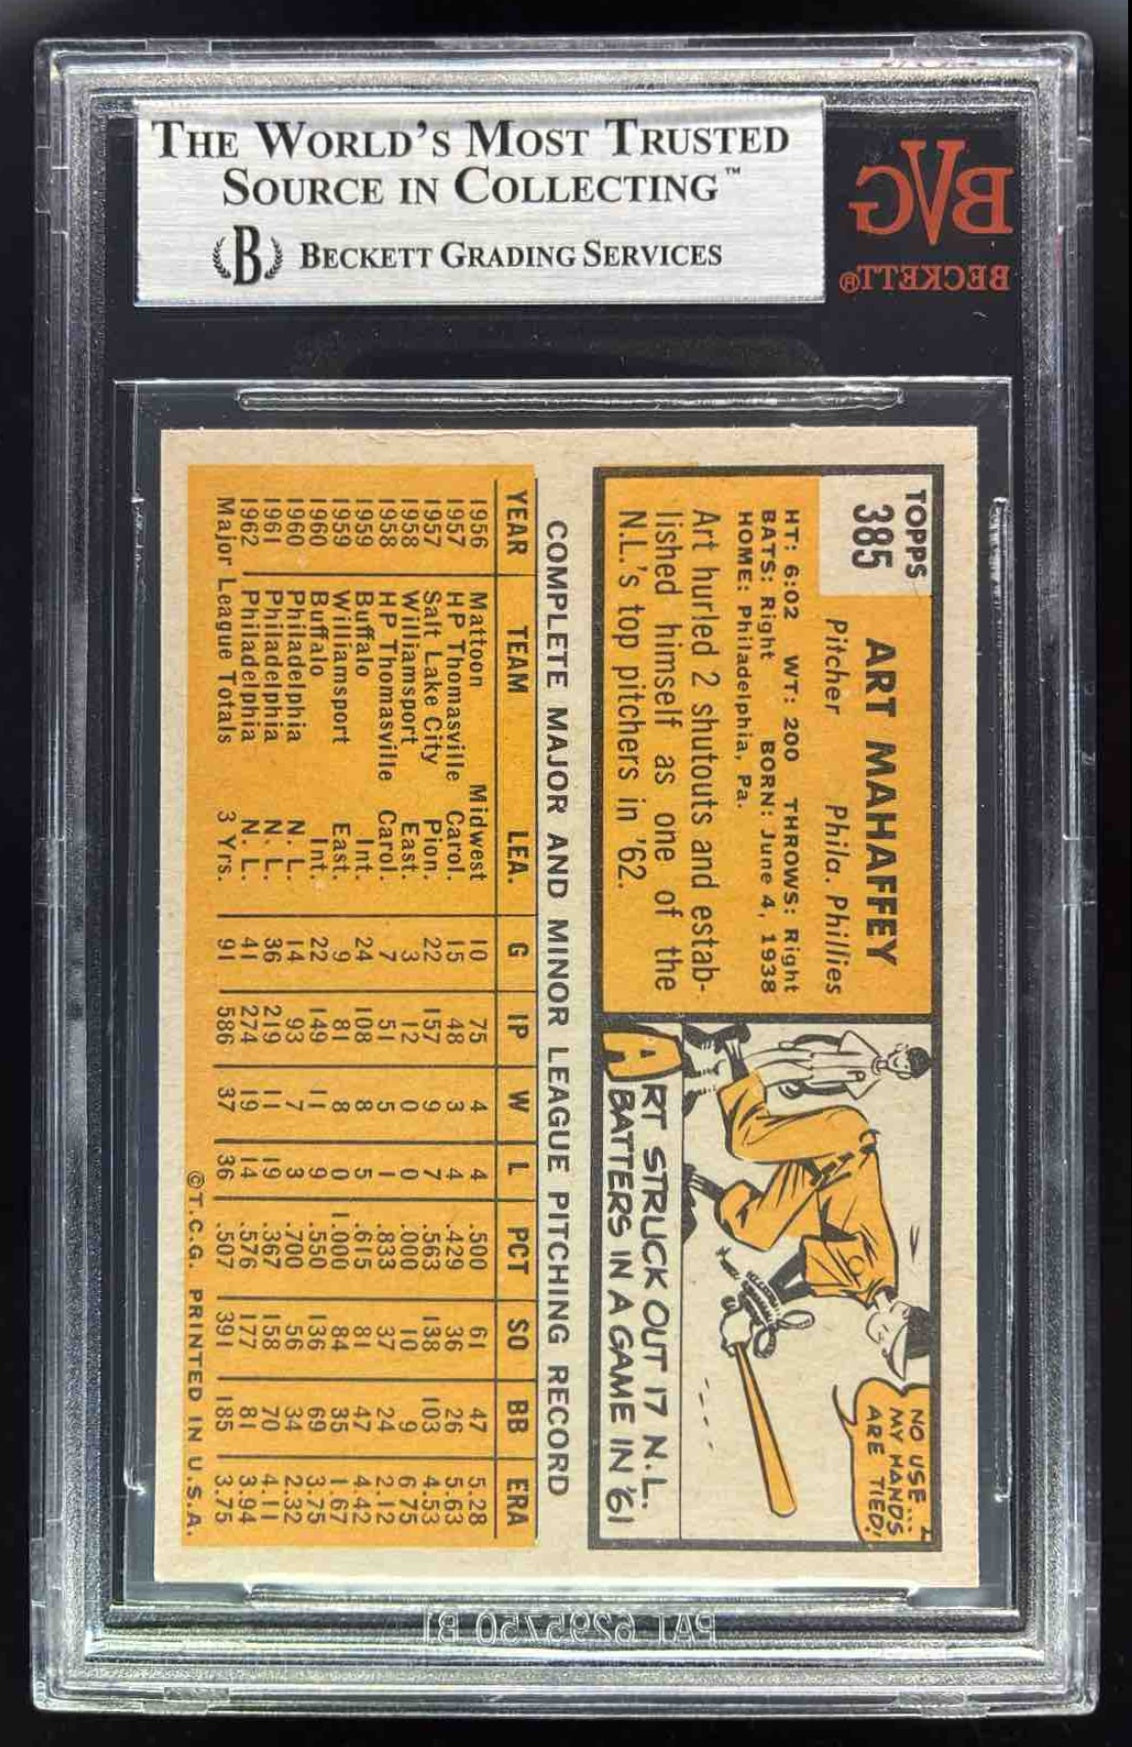 THE WORLD'S MOST TRUSTED
SOURCE IN COLLECTING™
B BECKETT GRADING SERVICES
BVG
BECKETT®
TOPPS
385
ART MAHAFFEY
Pitcher Phila. Phillies
HT: 6:02 WT: 200 THROWS: Right
BATS: Right BORN: June 4, 1938
HOME: Philadelphia, Pa.
Art hurled 2 shutouts and estab-
lished himself as one of the
N.L.'s top pitchers in '62.
NO USE...
MY HANDS
ARE TIED!
ART STRUCK OUT 17 N.L.
BATTERS IN A GAME IN '61
COMPLETE MAJOR AND MINOR LEAGUE PITCHING RECORD
YEAR TEAM LEA. G IP W L PCT SO BB ERA
1956 Mattoon Midwest 10 75 4 4 .500 61 47 5.28
1957 HP Thomasville Carol. 15 48 3 4 .429 36 26 5.63
1957 Salt Lake City Pion. 22 157 9 7 .563 138 103 4.53
1958 Williamsport East. 3 12 0 0 .000 10 9 6.75
1958 HP Thomasville Carol. 7 51 5 1 .833 37 24 2.12
1959 Buffalo Int. 24 108 8 5 .615 81 47 4.42
1959 Williamsport East. 9 81 8 0 1.000 84 35 1.67
1960 Buffalo Int. 22 149 11 9 .550 136 69 3.75
1960 Philadelphia N. L. 14 93 7 3 .700 56 34 2.32
1961 Philadelphia N. L. 36 219 11 19 .367 158 70 4.11
1962 Philadelphia N. L. 41 274 19 14 .576 177 81 3.94
Major League Totals 3 Yrs. 91 586 37 36 .507 391 185 3.75
©T.C.G. PRINTED IN U.S.A.
PAT 6295750 B1